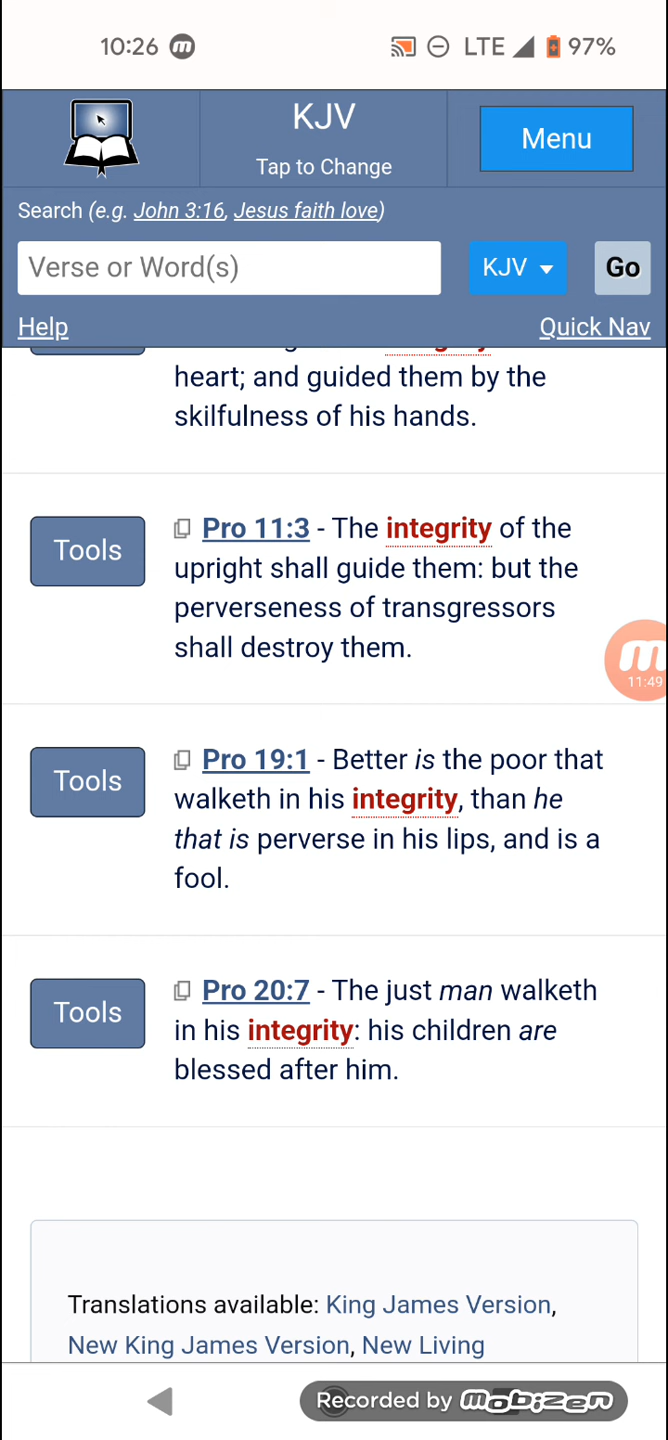 10:26 m LTE 97%
KJV
Tap to Change
Menu
Search (e.g. John 3:16, Jesus faith love)
Verse or Word(s)
KJV
Go
Help
Quick Nav
heart; and guided them by the
skilfulness of his hands.
Tools
Pro 11:3 - The integrity of the
upright shall guide them: but the
perverseness of transgressors
shall destroy them.
m
11:49
Tools
Pro 19:1 - Better is the poor that
walketh in his integrity, than he
that is perverse in his lips, and is a
fool.
Tools
Pro 20:7 - The just man walketh
in his integrity: his children are
blessed after him.
Translations available: King James Version,
New King James Version, New Living
Recorded by mobizen